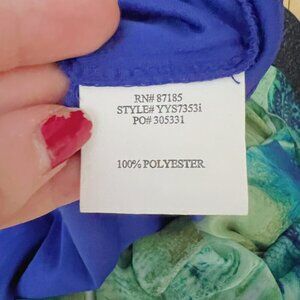 RN# 87185
STYLE# YYS7353i
PO# 305331
100% POLYESTER